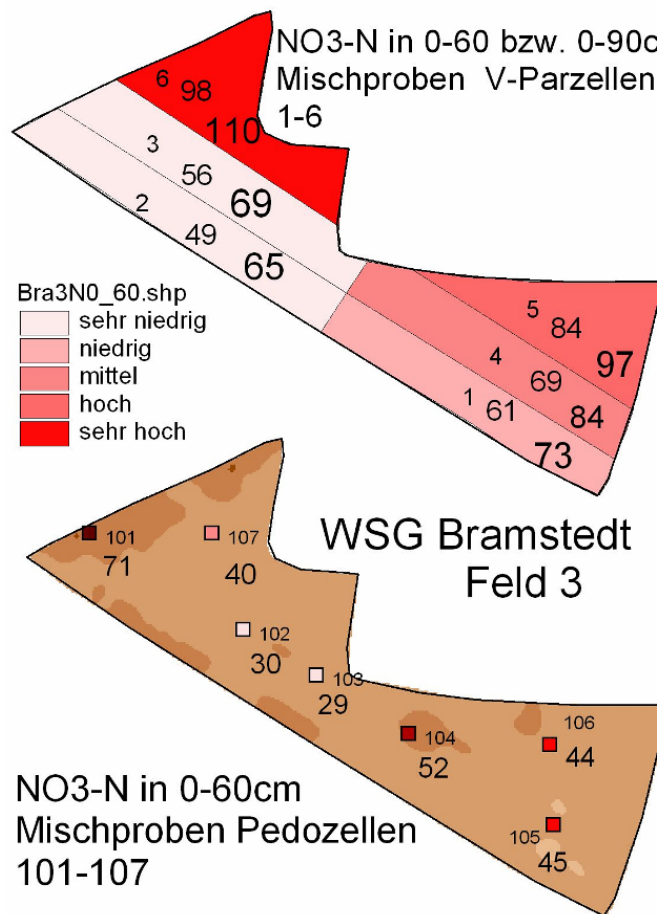 NO3-N in 0-60 bzw. 0-90c
Mischproben V-Parzellen
1-6
6 98
110
3
56
69
2
49
65
Bra3N0_60.shp
sehr niedrig
niedrig
mittel
hoch
sehr hoch
5
84
97
4
69
84
1 61
73
WSG Bramstedt
Feld 3
101
71
107
40
102
30
103
29
104
52
106
44
105
45
NO3-N in 0-60cm
Mischproben Pedozellen
101-107